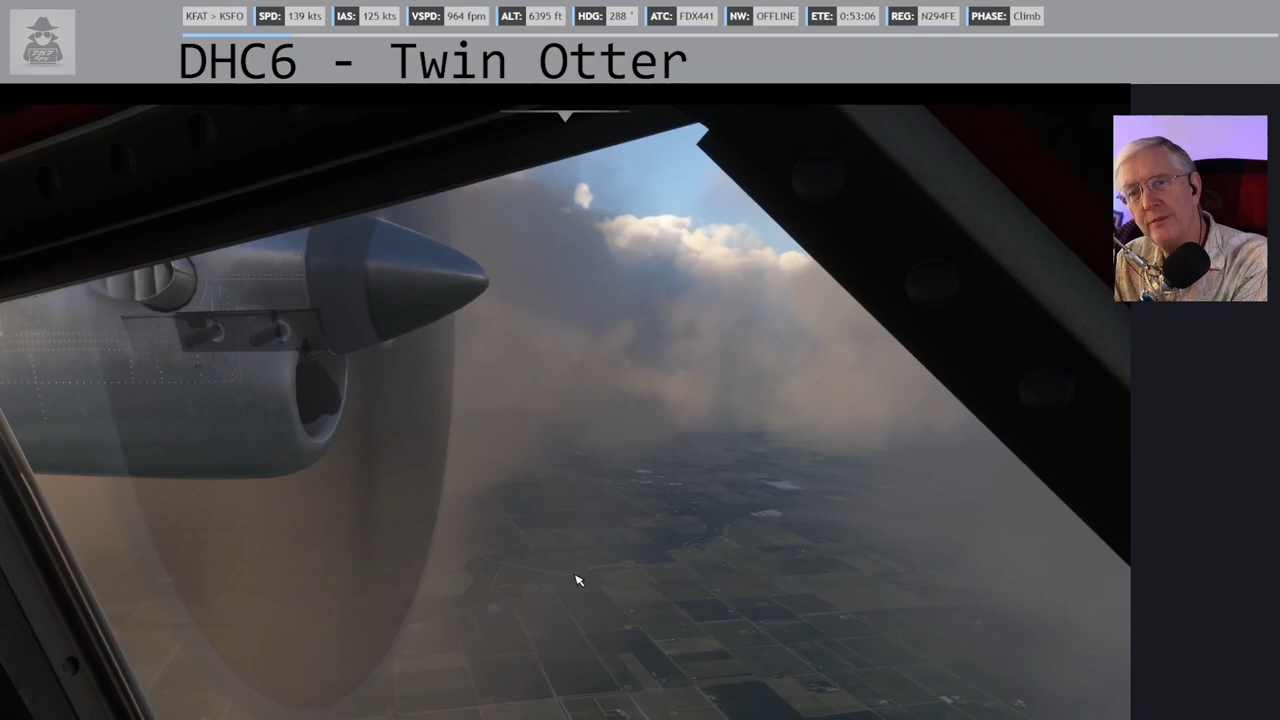 KFAT > KSFO SPD: 139 kts IAS: 125 kts VSPD: 964 fpm ALT: 6395 ft HDG: 288 ° ATC: FDX441 NW: OFFLINE ETE: 0:53:06 REG: N294FE PHASE: Climb
DHC6 - Twin Otter
757